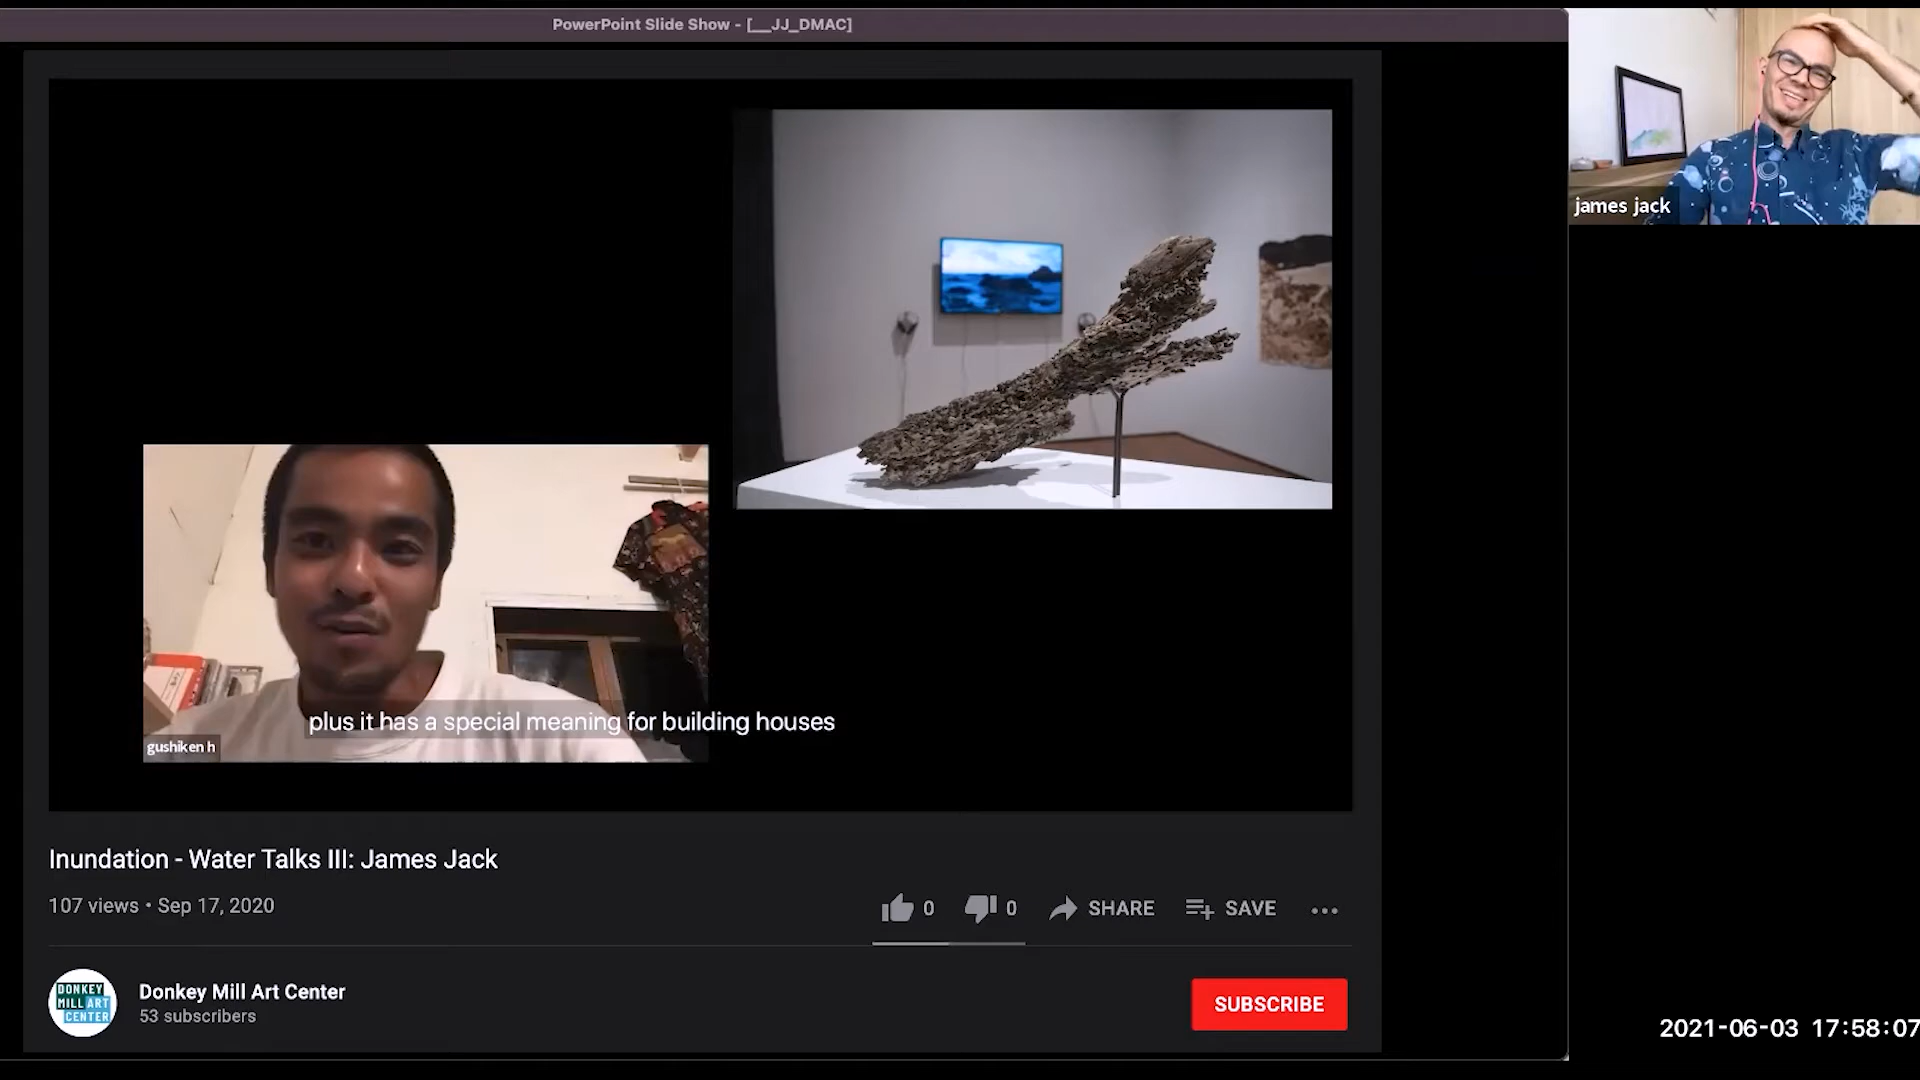 PowerPoint Slide Show - [__JJ_DMAC]
james jack
plus it has a special meaning for building houses
gushiken h
Inundation - Water Talks III: James Jack
107 views • Sep 17, 2020
0
0
SHARE
SAVE
DONKEY
MILL ART
CENTER
Donkey Mill Art Center
53 subscribers
SUBSCRIBE
2021-06-03 17:58:07